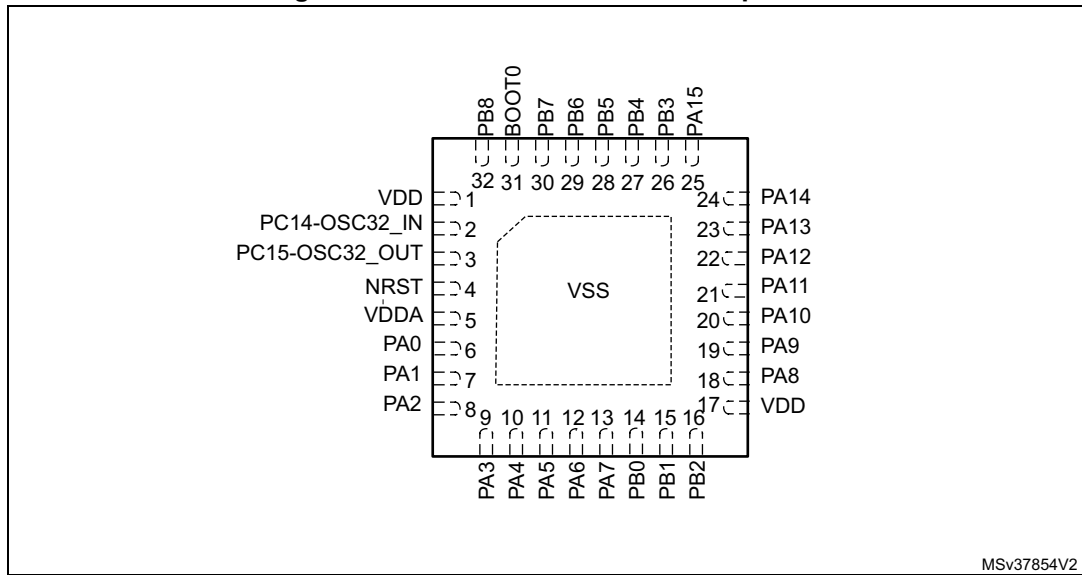 PB8
BOOT0
PB7
PB6
PB5
PB4
PB3
PA15
32 31 30 29 28 27 26 25
VDD 1
PC14-OSC32_IN 2
PC15-OSC32_OUT 3
NRST 4
VDDA 5
PA0 6
PA1 7
PA2 8
VSS
24 PA14
23 PA13
22 PA12
21 PA11
20 PA10
19 PA9
18 PA8
17 VDD
9 10 11 12 13 14 15 16
PA3
PA4
PA5
PA6
PA7
PB0
PB1
PB2
MSv37854V2